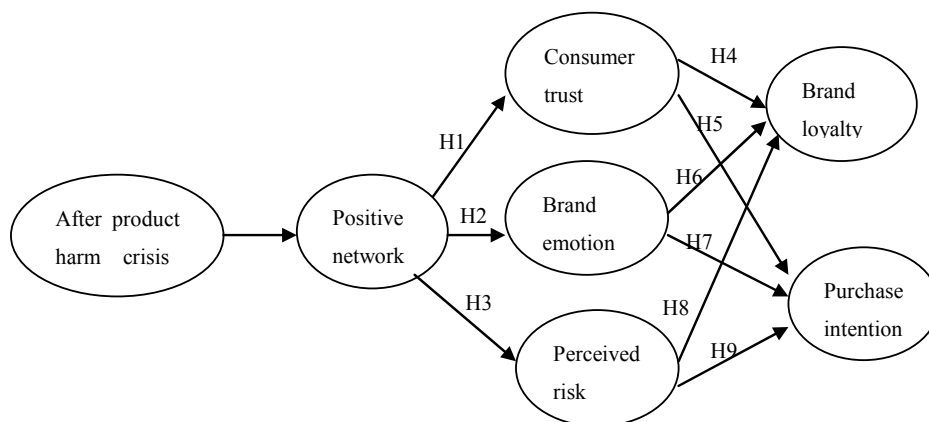 After product
harm crisis
Positive
network
H1
H2
H3
Consumer
trust
Brand
emotion
Perceived
risk
H4
H5
H6
H7
H8
H9
Brand
loyalty
Purchase
intention